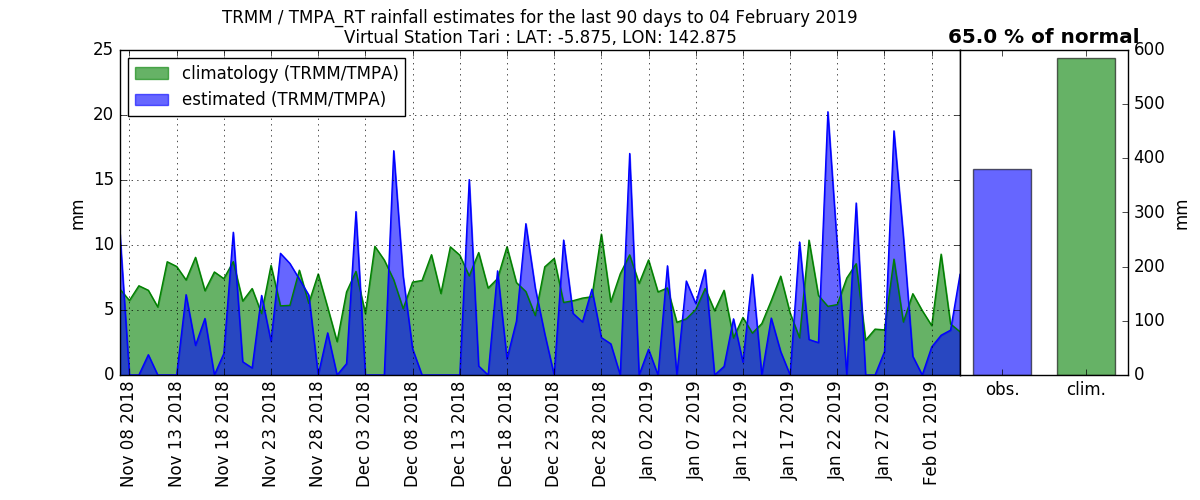 TRMM / TMPA_RT rainfall estimates for the last 90 days to 04 February 2019
Virtual Station Tari : LAT: -5.875, LON: 142.875
65.0 % of normal
climatology (TRMM/TMPA)
estimated (TRMM/TMPA)
25
20
15
10
5
0
mm
600
500
400
300
200
100
0
mm
obs.
clim.
Nov 08 2018
Nov 13 2018
Nov 18 2018
Nov 23 2018
Nov 28 2018
Dec 03 2018
Dec 08 2018
Dec 13 2018
Dec 18 2018
Dec 23 2018
Dec 28 2018
Jan 02 2019
Jan 07 2019
Jan 12 2019
Jan 17 2019
Jan 22 2019
Jan 27 2019
Feb 01 2019